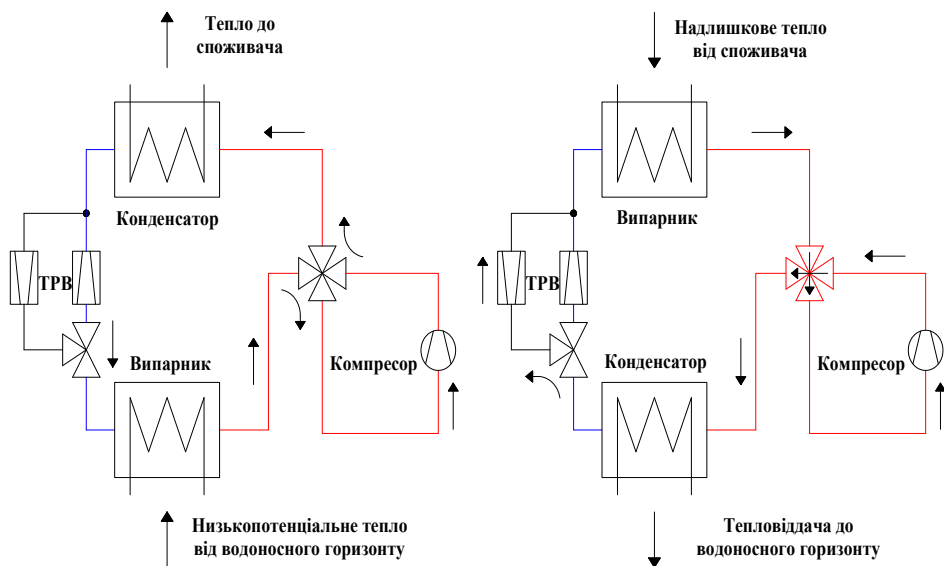 Тепло до
споживача
Конденсатор
ТРВ
Випарник
Компресор
Низькопотенціальне тепло
від водоносного горизонту
Надлишкове тепло
від споживача
Випарник
ТРВ
Конденсатор
Компресор
Тепловіддача до
водоносного горизонту